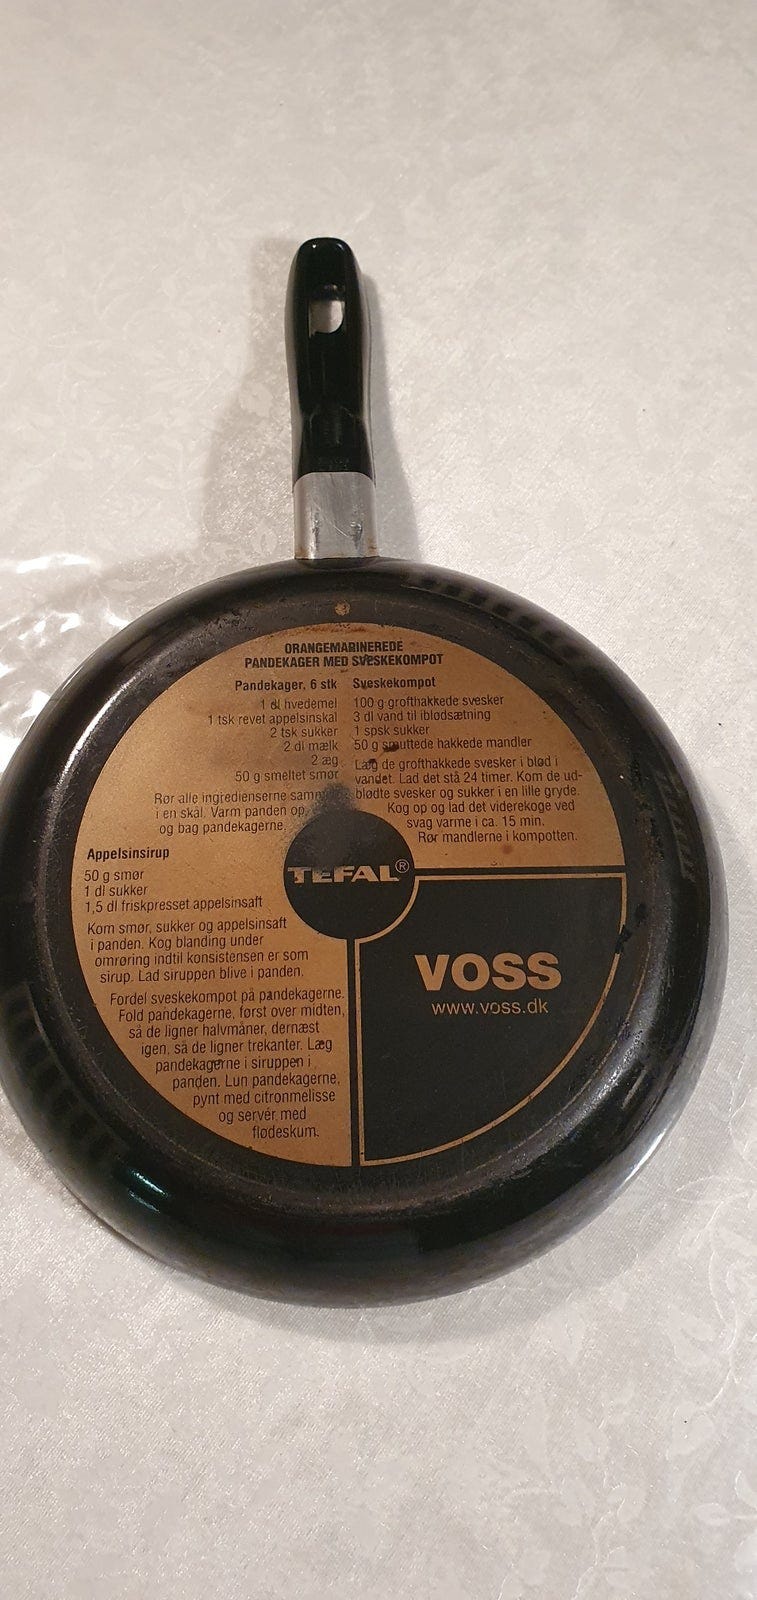 ORANGEMARINEREDE
PANDEKAGER MED SVESKEKOMPOT
Pandekager, 6 stk
1 dl hvedemel
1 tsk revet appelsinskal
2 tsk sukker
2 dl mælk
2 æg
50 g smeltet smør
Rør alle ingredienserne samm
i en skål. Varm panden op,
og bag pandekagerne
Sveskekompot
100 g grofthakkede svesker
3 dl vand til iblødsætning
1 spsk sukker
50 g smuttede hakkede mandler
Læg de grofthakkede svesker i blød i
vandet. Lad det stå 24 timer. Kom de ud-
blødte svesker og sukker i en lille gryde.
Kog op og lad det viderekoge ved
svag varme i ca. 15 min.
Rør mandlerne i kompotten.
Appelsinsirup
50 g smør
1 dl sukker
1,5 dl friskpresset appelsinsaft
Kom smør, sukker og appelsinsaft
i panden. Kog blanding under
omrøring indtil konsistensen er som
sirup. Lad siruppen blive i panden.
Fordel sveskekompot på pandekagerne.
Fold pandekagerne, først over midten,
så de ligner halvmåner, dernæst
igen, så de ligner trekanter. Læg
pandekagerne i siruppen i
panden. Lun pandekagerne,
pynt med citronmelisse
og servér med
flødeskum.
TEFAL®
VOSS
www.voss.dk